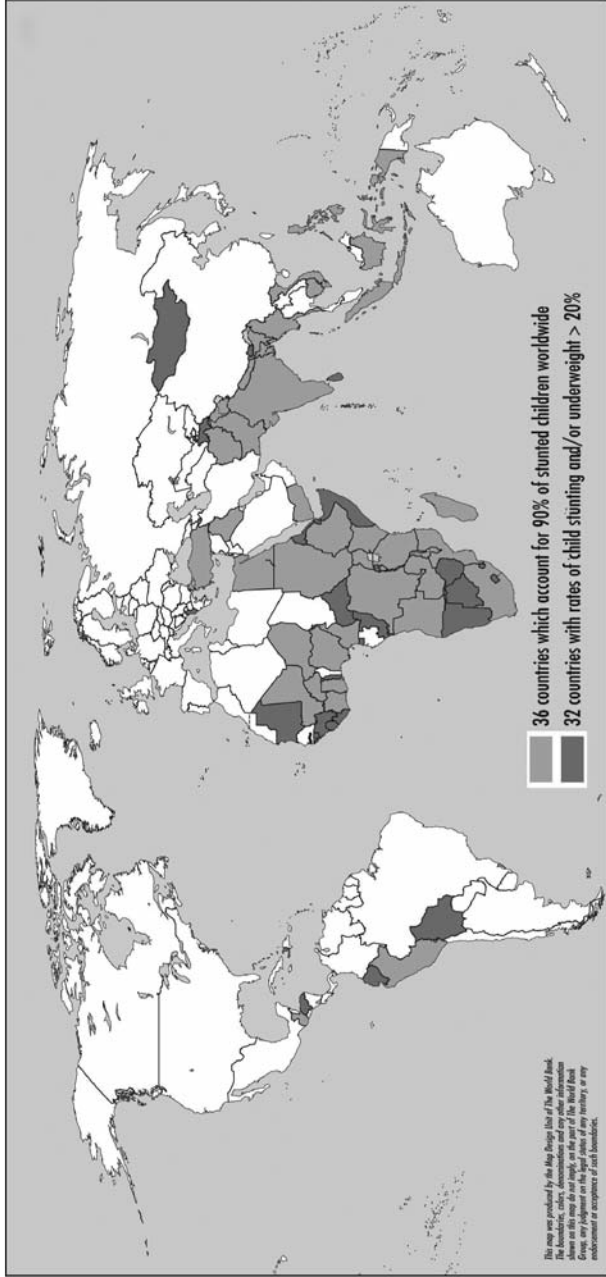 36 countries which account for 90% of stunted children worldwide
32 countries with rates of child stunting and/or underweight > 20%
This map was produced by the Map Design Unit of The World Bank.
The boundaries, colors, denominations and any other information
shown on this map do not imply, on the part of The World Bank
Group, any judgment on the legal status of any territory, or any
endorsement or acceptance of such boundaries.